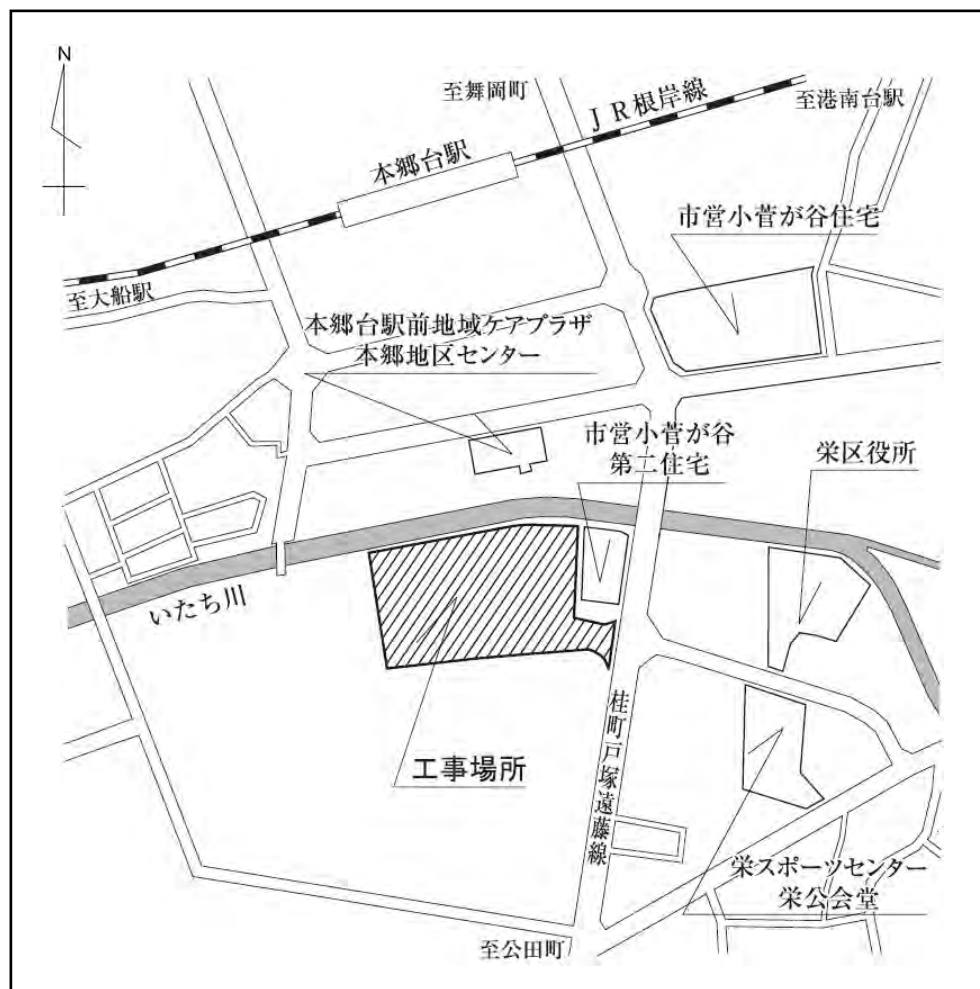 N
至舞岡町
JR根岸線
至港南台駅
本郷台駅
市営小菅が谷住宅
至大船駅
本郷台駅前地域ケアプラザ
本郷地区センター
市営小菅が谷
第二住宅
栄区役所
いたち川
工事場所
桂町戸塚遠藤線
栄スポーツセンター
栄公会堂
至公田町